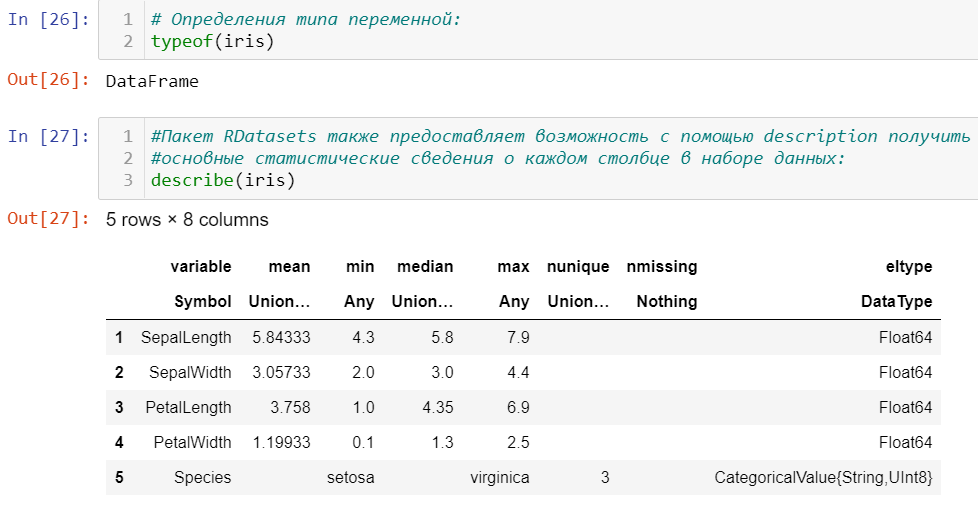 In [26]: 1 # Определения типа переменной:
2 typeof(iris)
Out[26]: DataFrame
In [27]: 1 #Пакет RDatasets также предоставляет возможность с помощью description получить
2 #основные статистические сведения о каждом столбце в наборе данных:
3 describe(iris)
Out[27]: 5 rows × 8 columns
variable mean min median max nunique nmissing eltype
Symbol Union… Any Union… Any Union… Nothing DataType
1 SepalLength 5.84333 4.3 5.8 7.9 Float64
2 SepalWidth 3.05733 2.0 3.0 4.4 Float64
3 PetalLength 3.758 1.0 4.35 6.9 Float64
4 PetalWidth 1.19933 0.1 1.3 2.5 Float64
5 Species setosa virginica 3 CategoricalValue{String,UInt8}